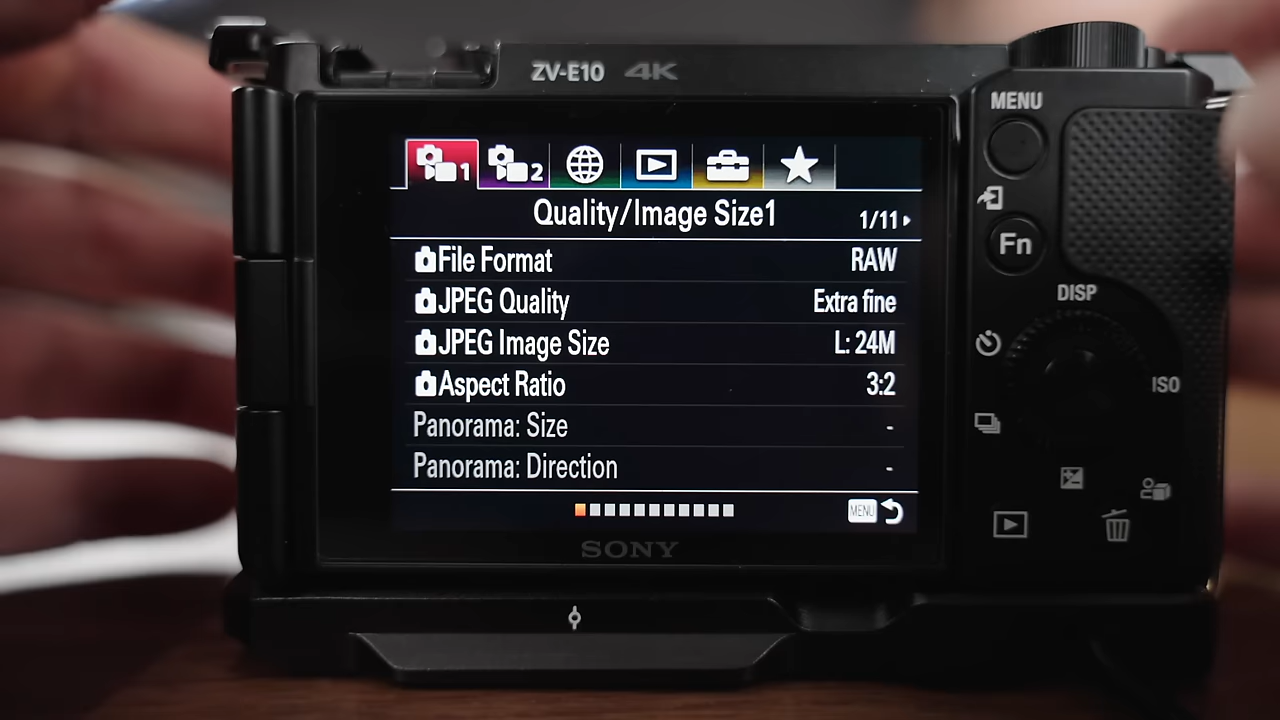 ZV-E10 4K
MENU
1 2
Quality/Image Size1 1/11
File Format RAW
Fn
JPEG Quality Extra fine
DISP
JPEG Image Size L: 24M
Aspect Ratio 3:2
ISO
Panorama: Size -
Panorama: Direction -
MENU
SONY